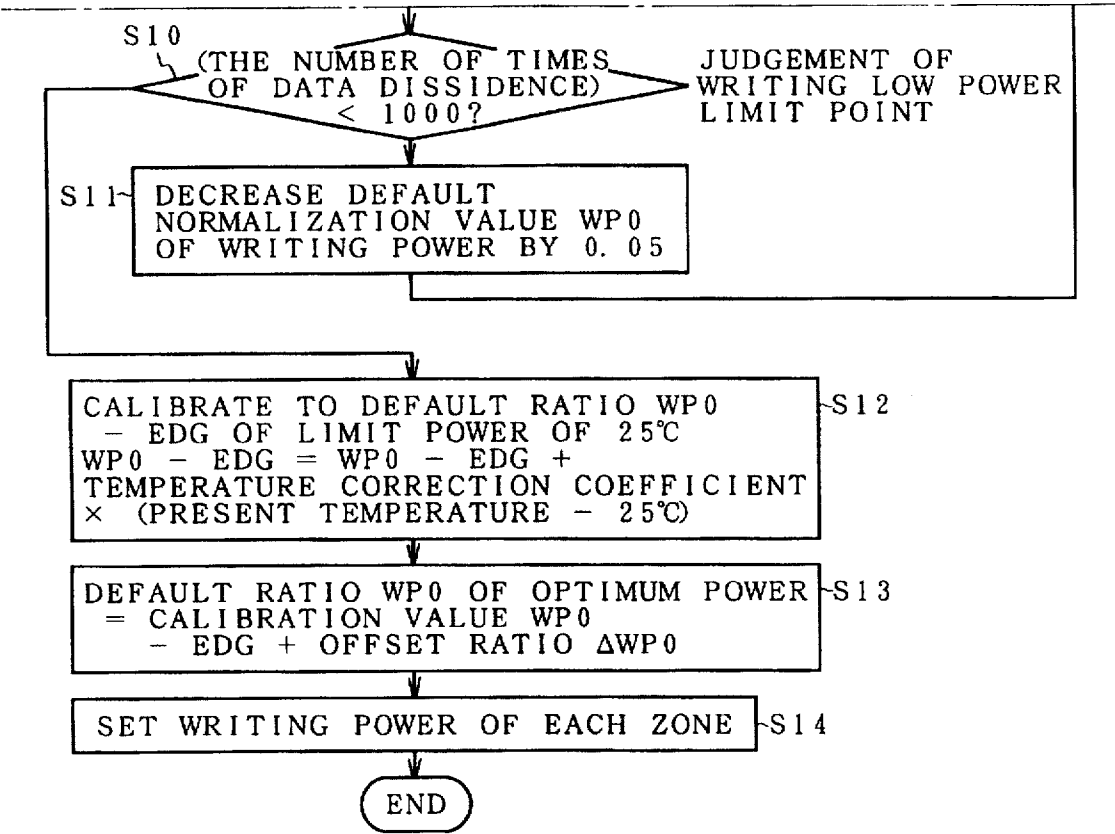 S10
(THE NUMBER OF TIMES
OF DATA DISSIDENCE)
< 1000?
JUDGEMENT OF
WRITING LOW POWER
LIMIT POINT
S11
DECREASE DEFAULT
NORMALIZATION VALUE WP0
OF WRITING POWER BY 0.05
CALIBRATE TO DEFAULT RATIO WP0
- EDG OF LIMIT POWER OF 25℃
WP0 - EDG = WP0 - EDG +
TEMPERATURE CORRECTION COEFFICIENT
× (PRESENT TEMPERATURE - 25℃)
S12
DEFAULT RATIO WP0 OF OPTIMUM POWER
= CALIBRATION VALUE WP0
- EDG + OFFSET RATIO ΔWP0
S13
SET WRITING POWER OF EACH ZONE
S14
END